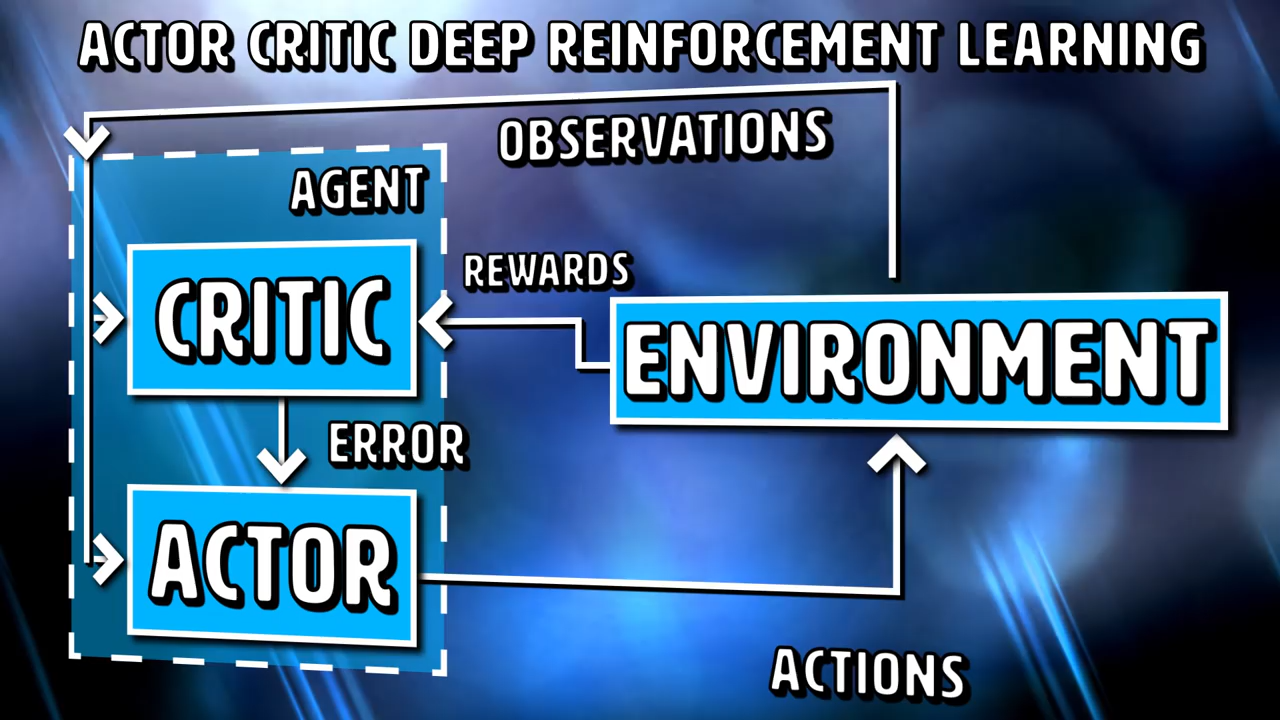 ACTOR CRITIC DEEP REINFORCEMENT LEARNING
OBSERVATIONS
AGENT
REWARDS
CRITIC
ENVIRONMENT
ERROR
ACTOR
ACTIONS